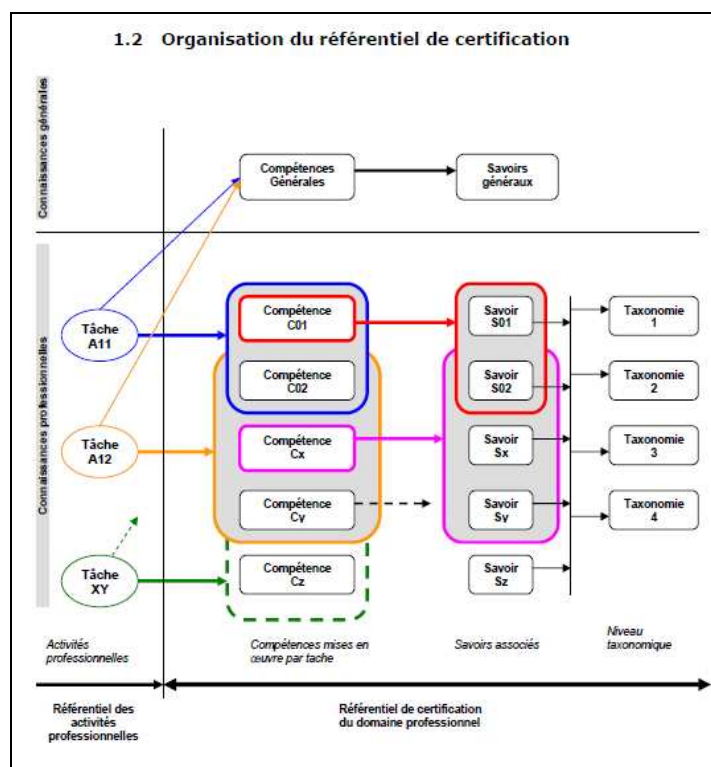 1.2 Organisation du référentiel de certification
Connaissances générales
Compétences
Générales
Savoirs
généraux
Connaissances professionnelles
Tâche
A11
Compétence
C01
Savoir
S01
Taxonomie
1
Compétence
C02
Savoir
S02
Taxonomie
2
Tâche
A12
Compétence
Cx
Savoir
Sx
Taxonomie
3
Compétence
Cy
Savoir
Sy
Taxonomie
4
Tâche
XY
Compétence
Cz
Savoir
Sz
Activités
professionnelles
Compétences mises en
œuvre par tache
Savoirs associés
Niveau
taxonomique
Référentiel des
activités
professionnelles
Référentiel de certification
du domaine professionnel